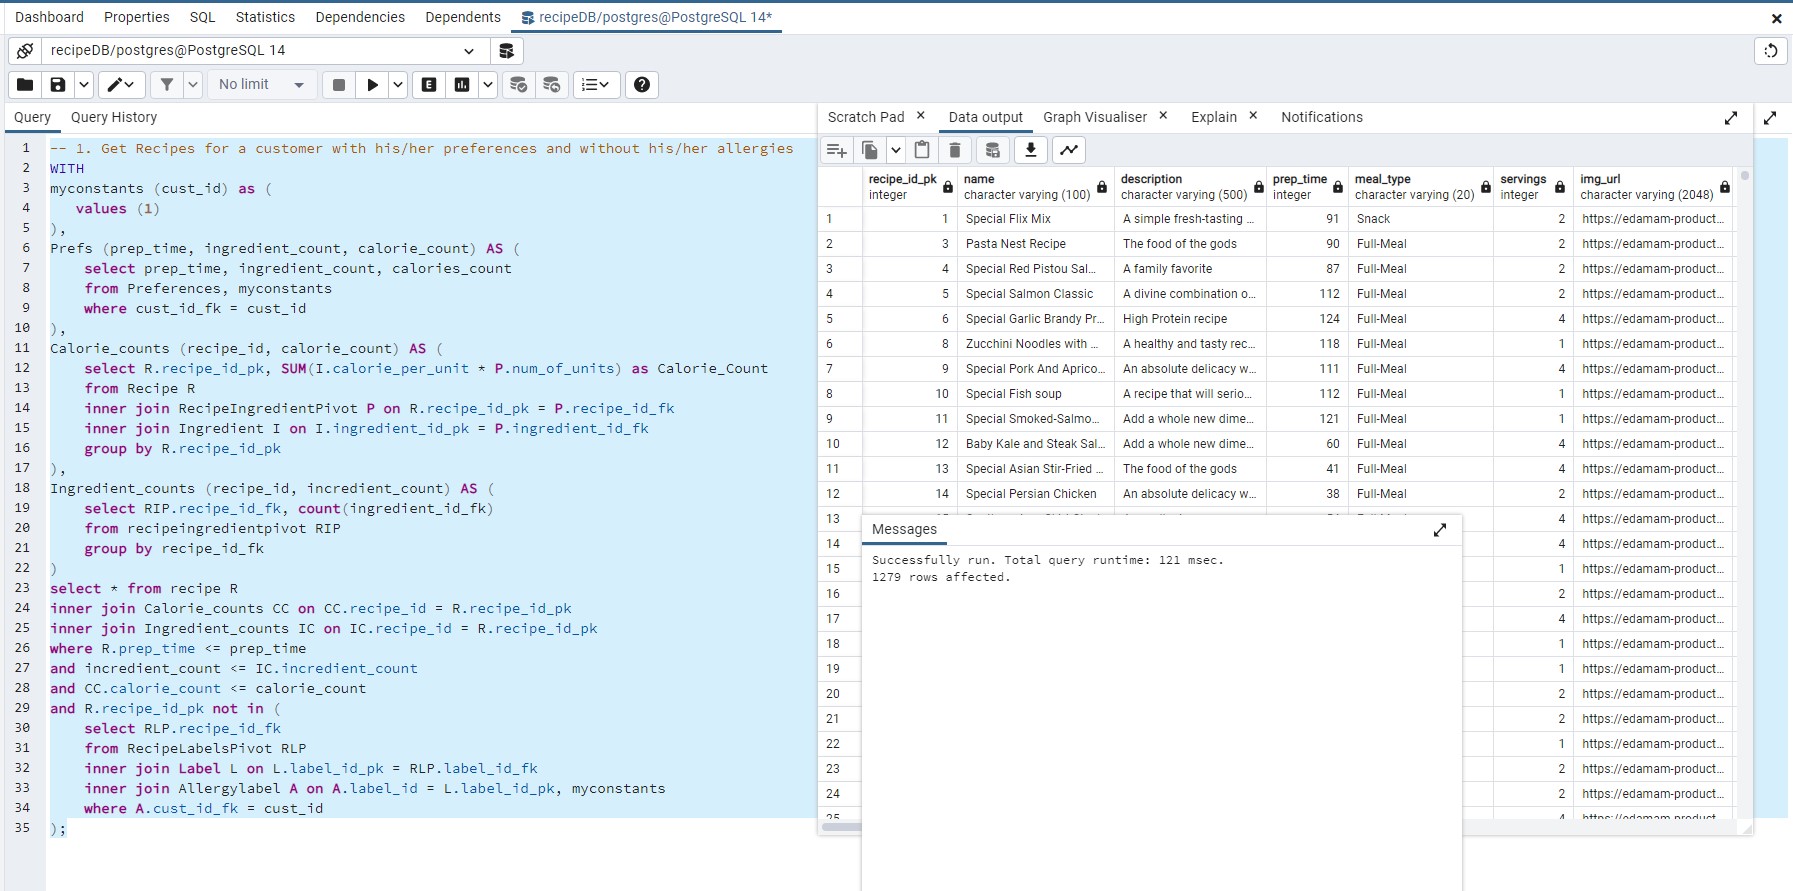 Dashboard Properties SQL Statistics Dependencies Dependents recipeDB/postgres@PostgreSQL 14*
recipeDB/postgres@PostgreSQL 14
No limit
Query Query History
1 -- 1. Get Recipes for a customer with his/her preferences and without his/her allergies
2 WITH
3 myconstants (cust_id) as (
4 values (1)
5 ),
6 Prefs (prep_time, ingredient_count, calorie_count) AS (
7 select prep_time, ingredient_count, calories_count
8 from Preferences, myconstants
9 where cust_id_fk = cust_id
10 ),
11 Calorie_counts (recipe_id, calorie_count) AS (
12 select R.recipe_id_pk, SUM(I.calorie_per_unit * P.num_of_units) as Calorie_Count
13 from Recipe R
14 inner join RecipeIngredientPivot P on R.recipe_id_pk = P.recipe_id_fk
15 inner join Ingredient I on I.ingredient_id_pk = P.ingredient_id_fk
16 group by R.recipe_id_pk
17 ),
18 Ingredient_counts (recipe_id, incredient_count) AS (
19 select RIP.recipe_id_fk, count(ingredient_id_fk)
20 from recipeingredientpivot RIP
21 group by recipe_id_fk
22 )
23 select * from recipe R
24 inner join Calorie_counts CC on CC.recipe_id = R.recipe_id_pk
25 inner join Ingredient_counts IC on IC.recipe_id = R.recipe_id_pk
26 where R.prep_time <= prep_time
27 and incredient_count <= IC.incredient_count
28 and CC.calorie_count <= calorie_count
29 and R.recipe_id_pk not in (
30 select RLP.recipe_id_fk
31 from RecipeLabelsPivot RLP
32 inner join Label L on L.label_id_pk = RLP.label_id_fk
33 inner join Allergylabel A on A.label_id = L.label_id_pk, myconstants
34 where A.cust_id_fk = cust_id
35 );
Scratch Pad Data output Graph Visualiser Explain Notifications
recipe_id_pk name description prep_time meal_type servings img_url
integer character varying (100) character varying (500) integer character varying (20) integer character varying (2048)
1 1 Special Flix Mix A simple fresh-tasting ... 91 Snack 2 https://edamam-product...
2 3 Pasta Nest Recipe The food of the gods 90 Full-Meal 2 https://edamam-product...
3 4 Special Red Pistou Sal... A family favorite 87 Full-Meal 2 https://edamam-product...
4 5 Special Salmon Classic A divine combination o... 112 Full-Meal 2 https://edamam-product...
5 6 Special Garlic Brandy Pr... High Protein recipe 124 Full-Meal 4 https://edamam-product...
6 8 Zucchini Noodles with ... A healthy and tasty rec... 118 Full-Meal 1 https://edamam-product...
7 9 Special Pork And Aprico... An absolute delicacy w... 111 Full-Meal 4 https://edamam-product...
8 10 Special Fish soup A recipe that will serio... 112 Full-Meal 1 https://edamam-product...
9 11 Special Smoked-Salmo... Add a whole new dime... 121 Full-Meal 1 https://edamam-product...
10 12 Baby Kale and Steak Sal... Add a whole new dime... 60 Full-Meal 4 https://edamam-product...
11 13 Special Asian Stir-Fried ... The food of the gods 41 Full-Meal 4 https://edamam-product...
12 14 Special Persian Chicken An absolute delicacy w... 38 Full-Meal 2 https://edamam-product...
13 4 https://edamam-product...
14 4 https://edamam-product...
15 1 https://edamam-product...
16 2 https://edamam-product...
17 4 https://edamam-product...
18 1 https://edamam-product...
19 1 https://edamam-product...
20 2 https://edamam-product...
21 2 https://edamam-product...
22 1 https://edamam-product...
23 2 https://edamam-product...
24 2 https://edamam-product...
25 4 https://edamam-product...
Messages
Successfully run. Total query runtime: 121 msec.
1279 rows affected.